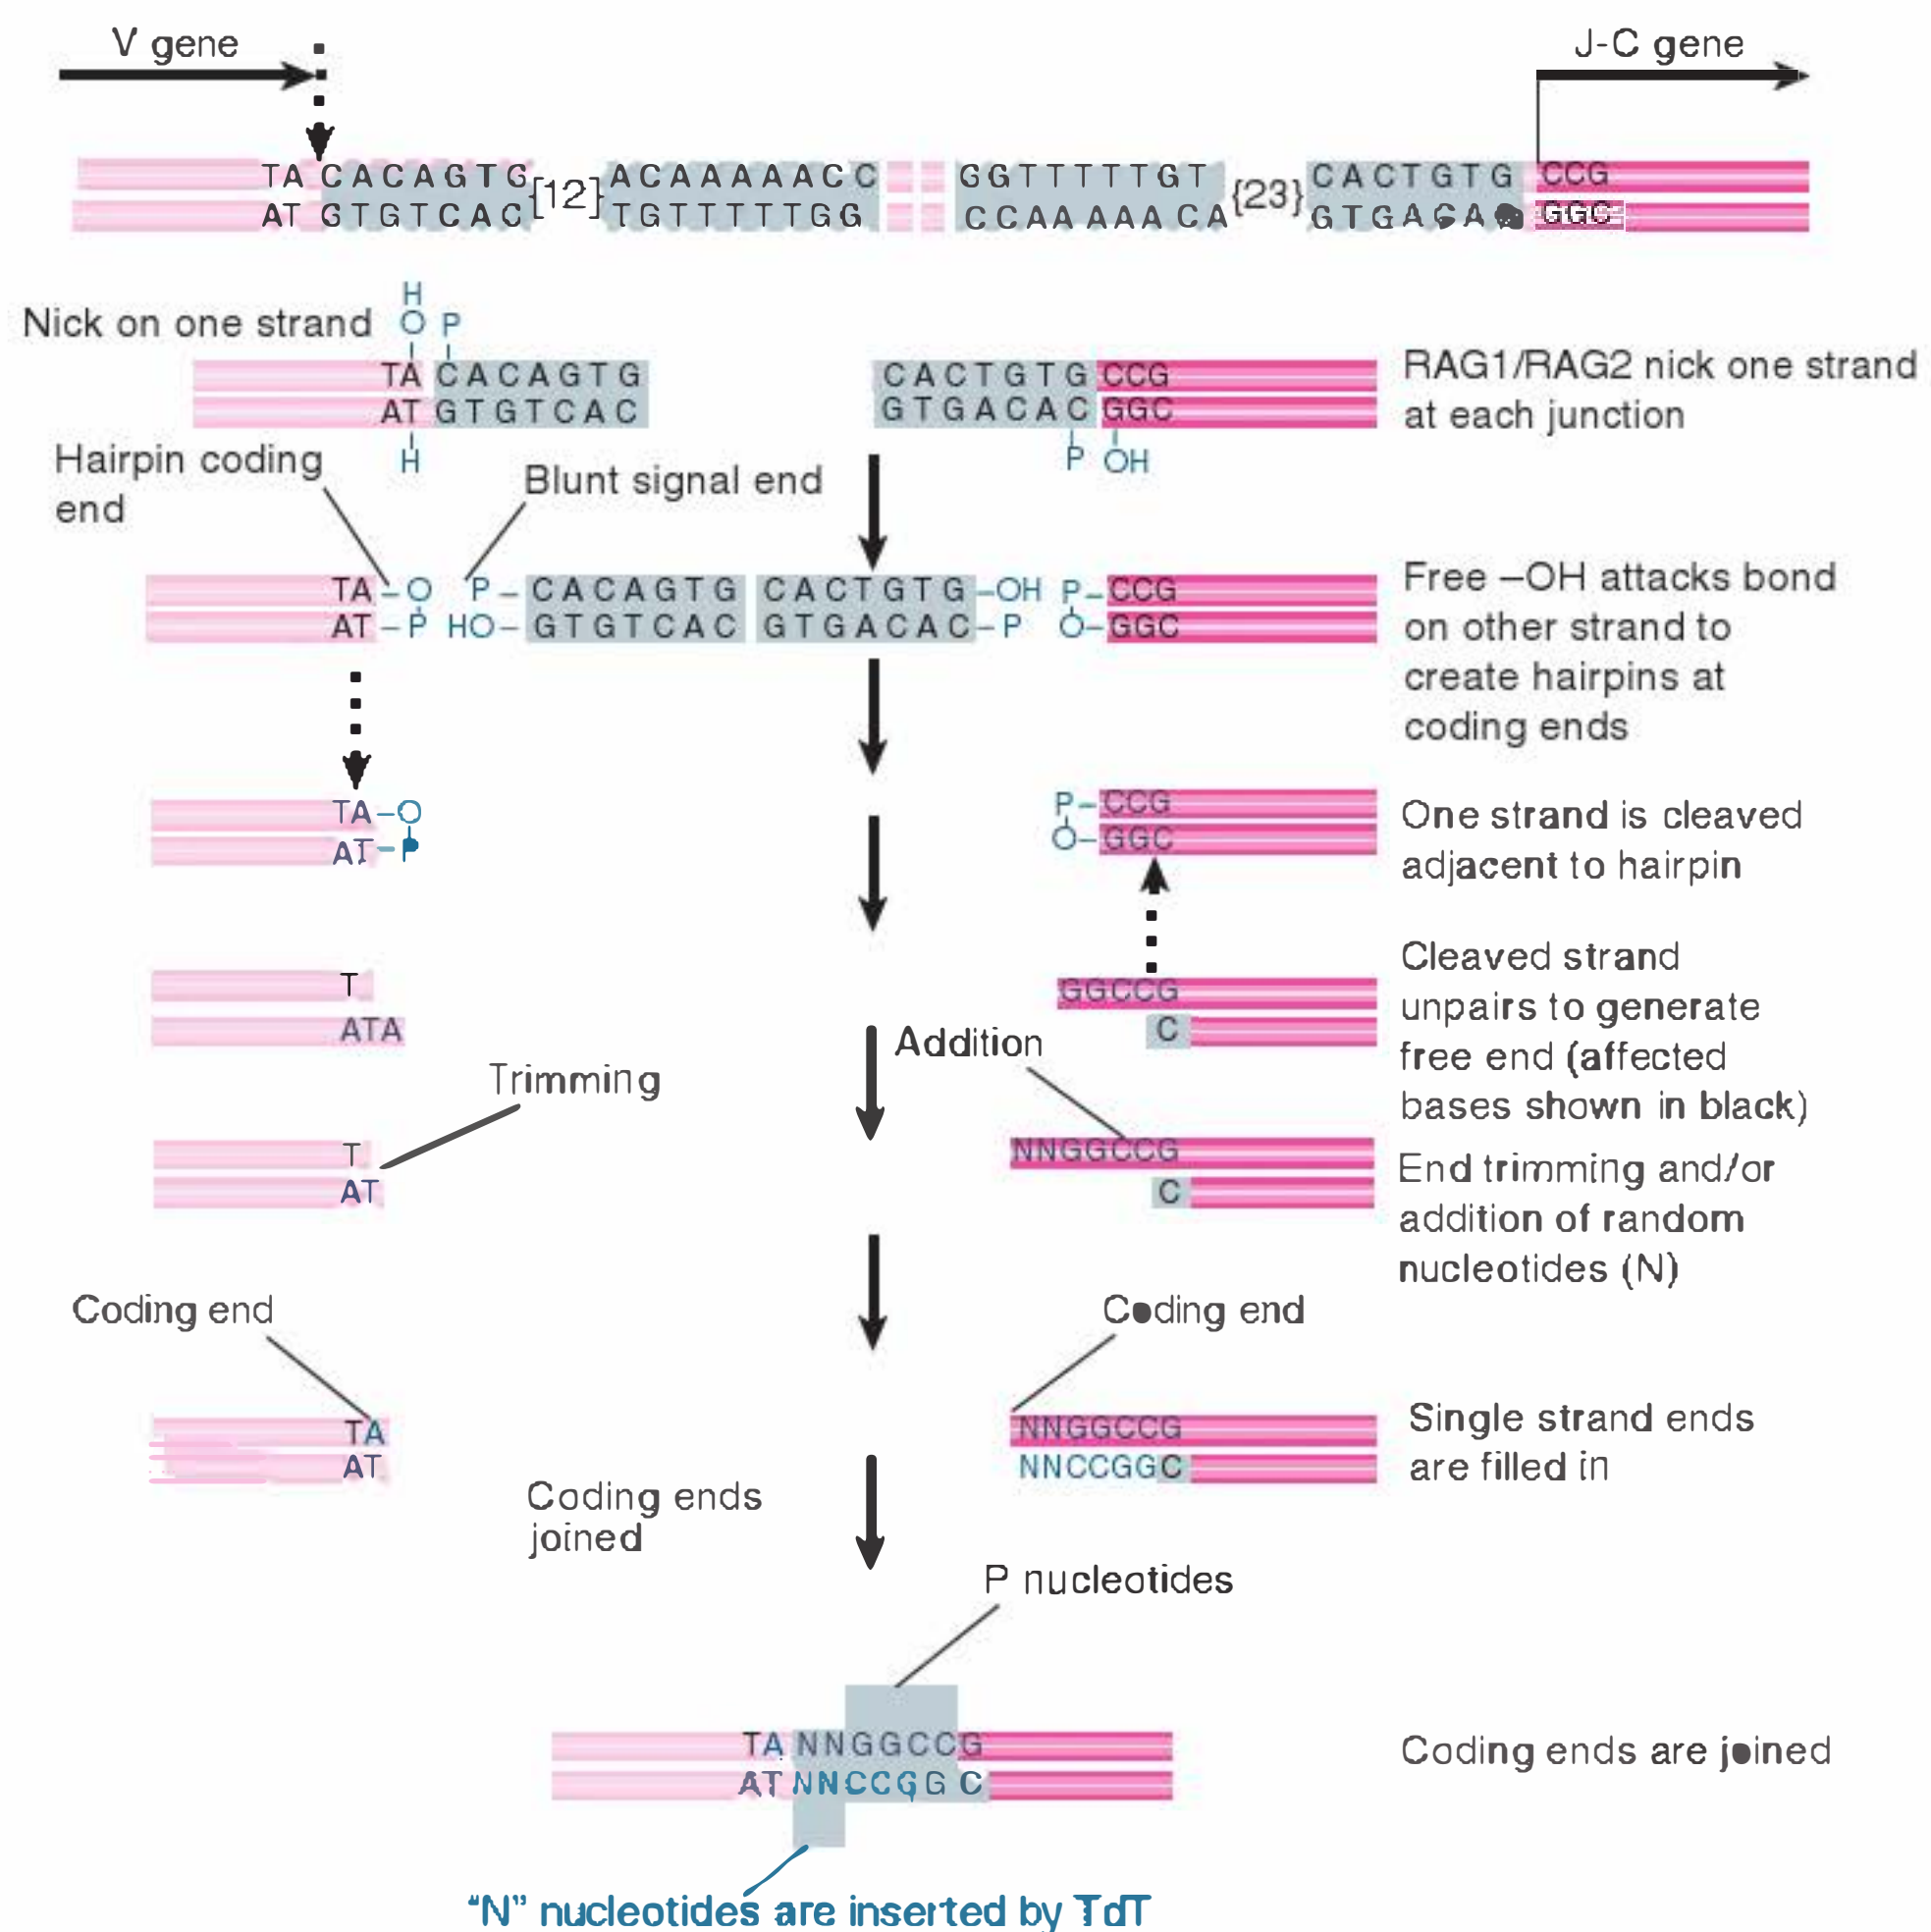 V gene
J-C gene
TA CACAGTG {12} ACAAAAACC GGTTTTTGT {23} CACTGTG CCG
AT GTGTCAC TGTTTTTGG CCAAAAACA GTGACA GGC
H
Nick on one strand O P
TA CACAGTG CACTGTG CCG
AT GTGTCAC GTGACAC GGC
RAG1/RAG2 nick one strand
at each junction
H
P OH
Hairpin coding
end
Blunt signal end
TA–O P–CACAGTG CACTGTG–OH P–CCG
AT–P HO–GTGTCAC GTGACAC–P O–GGC
Free –OH attacks bond
on other strand to
create hairpins at
coding ends
TA–O P–CCG
AT–P O–GGC
One strand is cleaved
adjacent to hairpin
T GGCCG
ATA C
Cleaved strand
unpairs to generate
free end (affected
bases shown in black)
Trimming
Addition
T NNGGCCG
AT C
End trimming and/or
addition of random
nucleotides (N)
Coding end
Coding end
TA NNGGCCG
AT NNCCGGC
Single strand ends
are filled in
Coding ends
joined
P nucleotides
TA NNGGCCG
AT NNCCGGC
Coding ends are joined
"N" nucleotides are inserted by TdT